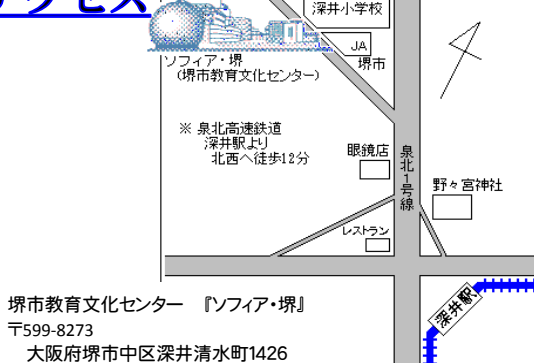 アクセス
深井小学校
JA
堺市
ソフィア・堺
(堺市教育文化センター)
※ 泉北高速鉄道
深井駅より
北西へ徒歩12分
眼鏡店
泉北1号線
野々宮神社
レストラン
深井駅
堺市教育文化センター 『ソフィア・堺』
〒599-8273
大阪府堺市中区深井清水町1426